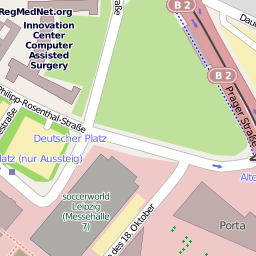 RegMedNet.org
Innovation
Center
Computer
Assisted
Surgery
B 2
B 2
Prager Straße
Philipp-Rosenthal-Straße
Deutscher Platz
latz (nur Ausstieg)
soccerworld
Leipzig
(Messehalle
7)
des 18. Oktober
Porta